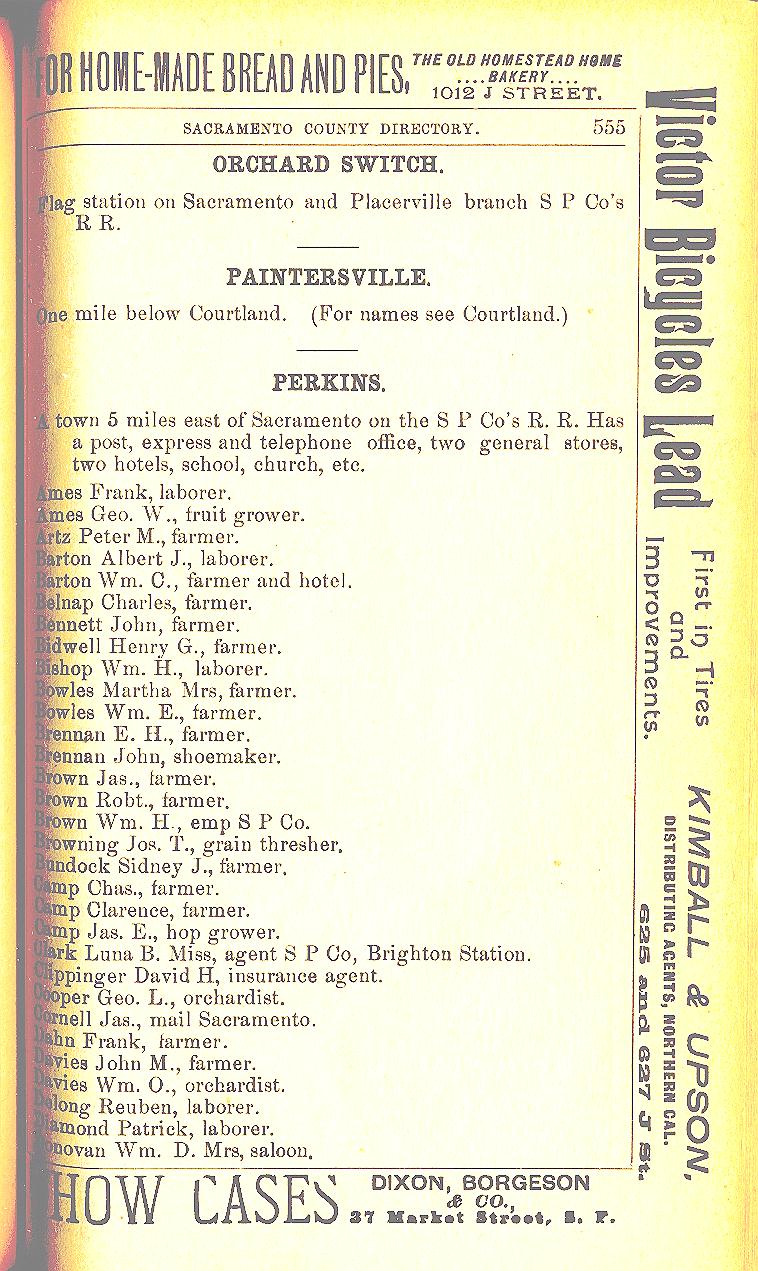 FOR HOME-MADE BREAD AND PIES, THE OLD HOMESTEAD HOME
....BAKERY....
1012 J STREET.
SACRAMENTO COUNTY DIRECTORY. 555
ORCHARD SWITCH.
Flag station on Sacramento and Placerville branch S P Co's
R R.
PAINTERSVILLE.
One mile below Courtland. (For names see Courtland.)
PERKINS.
A town 5 miles east of Sacramento on the S P Co's R. R. Has
a post, express and telephone office, two general stores,
two hotels, school, church, etc.
Ames Frank, laborer.
Ames Geo. W., fruit grower.
Artz Peter M., farmer.
Barton Albert J., laborer.
Barton Wm. C., farmer and hotel.
Belnap Charles, farmer.
Bennett John, farmer.
Bidwell Henry G., farmer.
Bishop Wm. H., laborer.
Bowles Martha Mrs, farmer.
Bowles Wm. E., farmer.
Brennan E. H., farmer.
Brennan John, shoemaker.
Brown Jas., farmer.
Brown Robt., farmer.
Brown Wm. H., emp S P Co.
Browning Jos. T., grain thresher.
Bundock Sidney J., farmer.
Camp Chas., farmer.
Camp Clarence, farmer.
Camp Jas. E., hop grower.
Clark Luna B. Miss, agent S P Co, Brighton Station.
Clippinger David H, insurance agent.
Cooper Geo. L., orchardist.
Cornell Jas., mail Sacramento.
Dahn Frank, farmer.
Davies John M., farmer.
Davies Wm. O., orchardist.
Delong Reuben, laborer.
Diamond Patrick, laborer.
Donovan Wm. D. Mrs, saloon.
SHOW CASES DIXON, BORGESON
& CO.,
37 Market Street, S. F.
Victor Bicycles Lead
First in Tires
and
Improvements.
KIMBALL & UPSON,
DISTRIBUTING AGENTS, NORTHERN CAL.
625 and 627 J St.